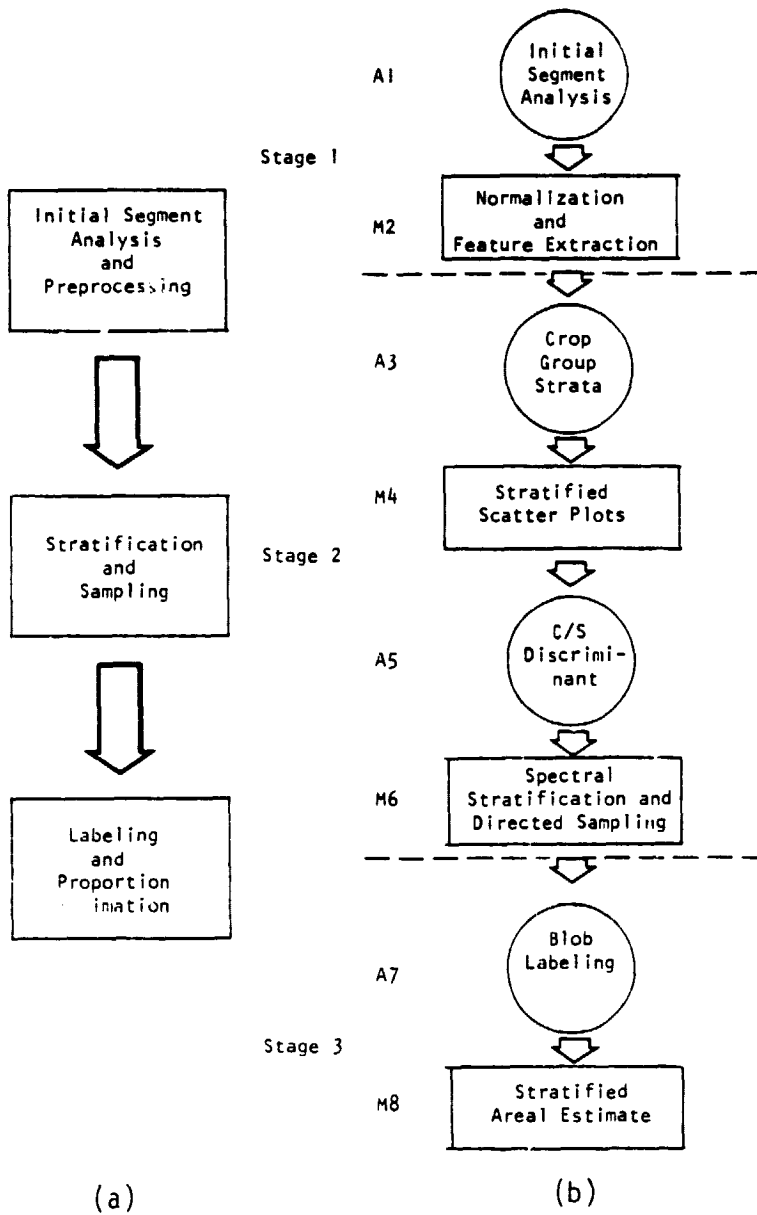 Initial Segment
Analysis
and
Preprocessing
Stratification
and
Sampling
Labeling
and
Proportion
imation
(a)
Stage 1
Stage 2
Stage 3
A1
Initial
Segment
Analysis
M2
Normalization
and
Feature Extraction
A3
Crop
Group
Strata
M4
Stratified
Scatter Plots
A5
C/S
Discrimi-
nant
M6
Spectral
Stratification and
Directed Sampling
A7
Blob
Labeling
M8
Stratified
Areal Estimate
(b)